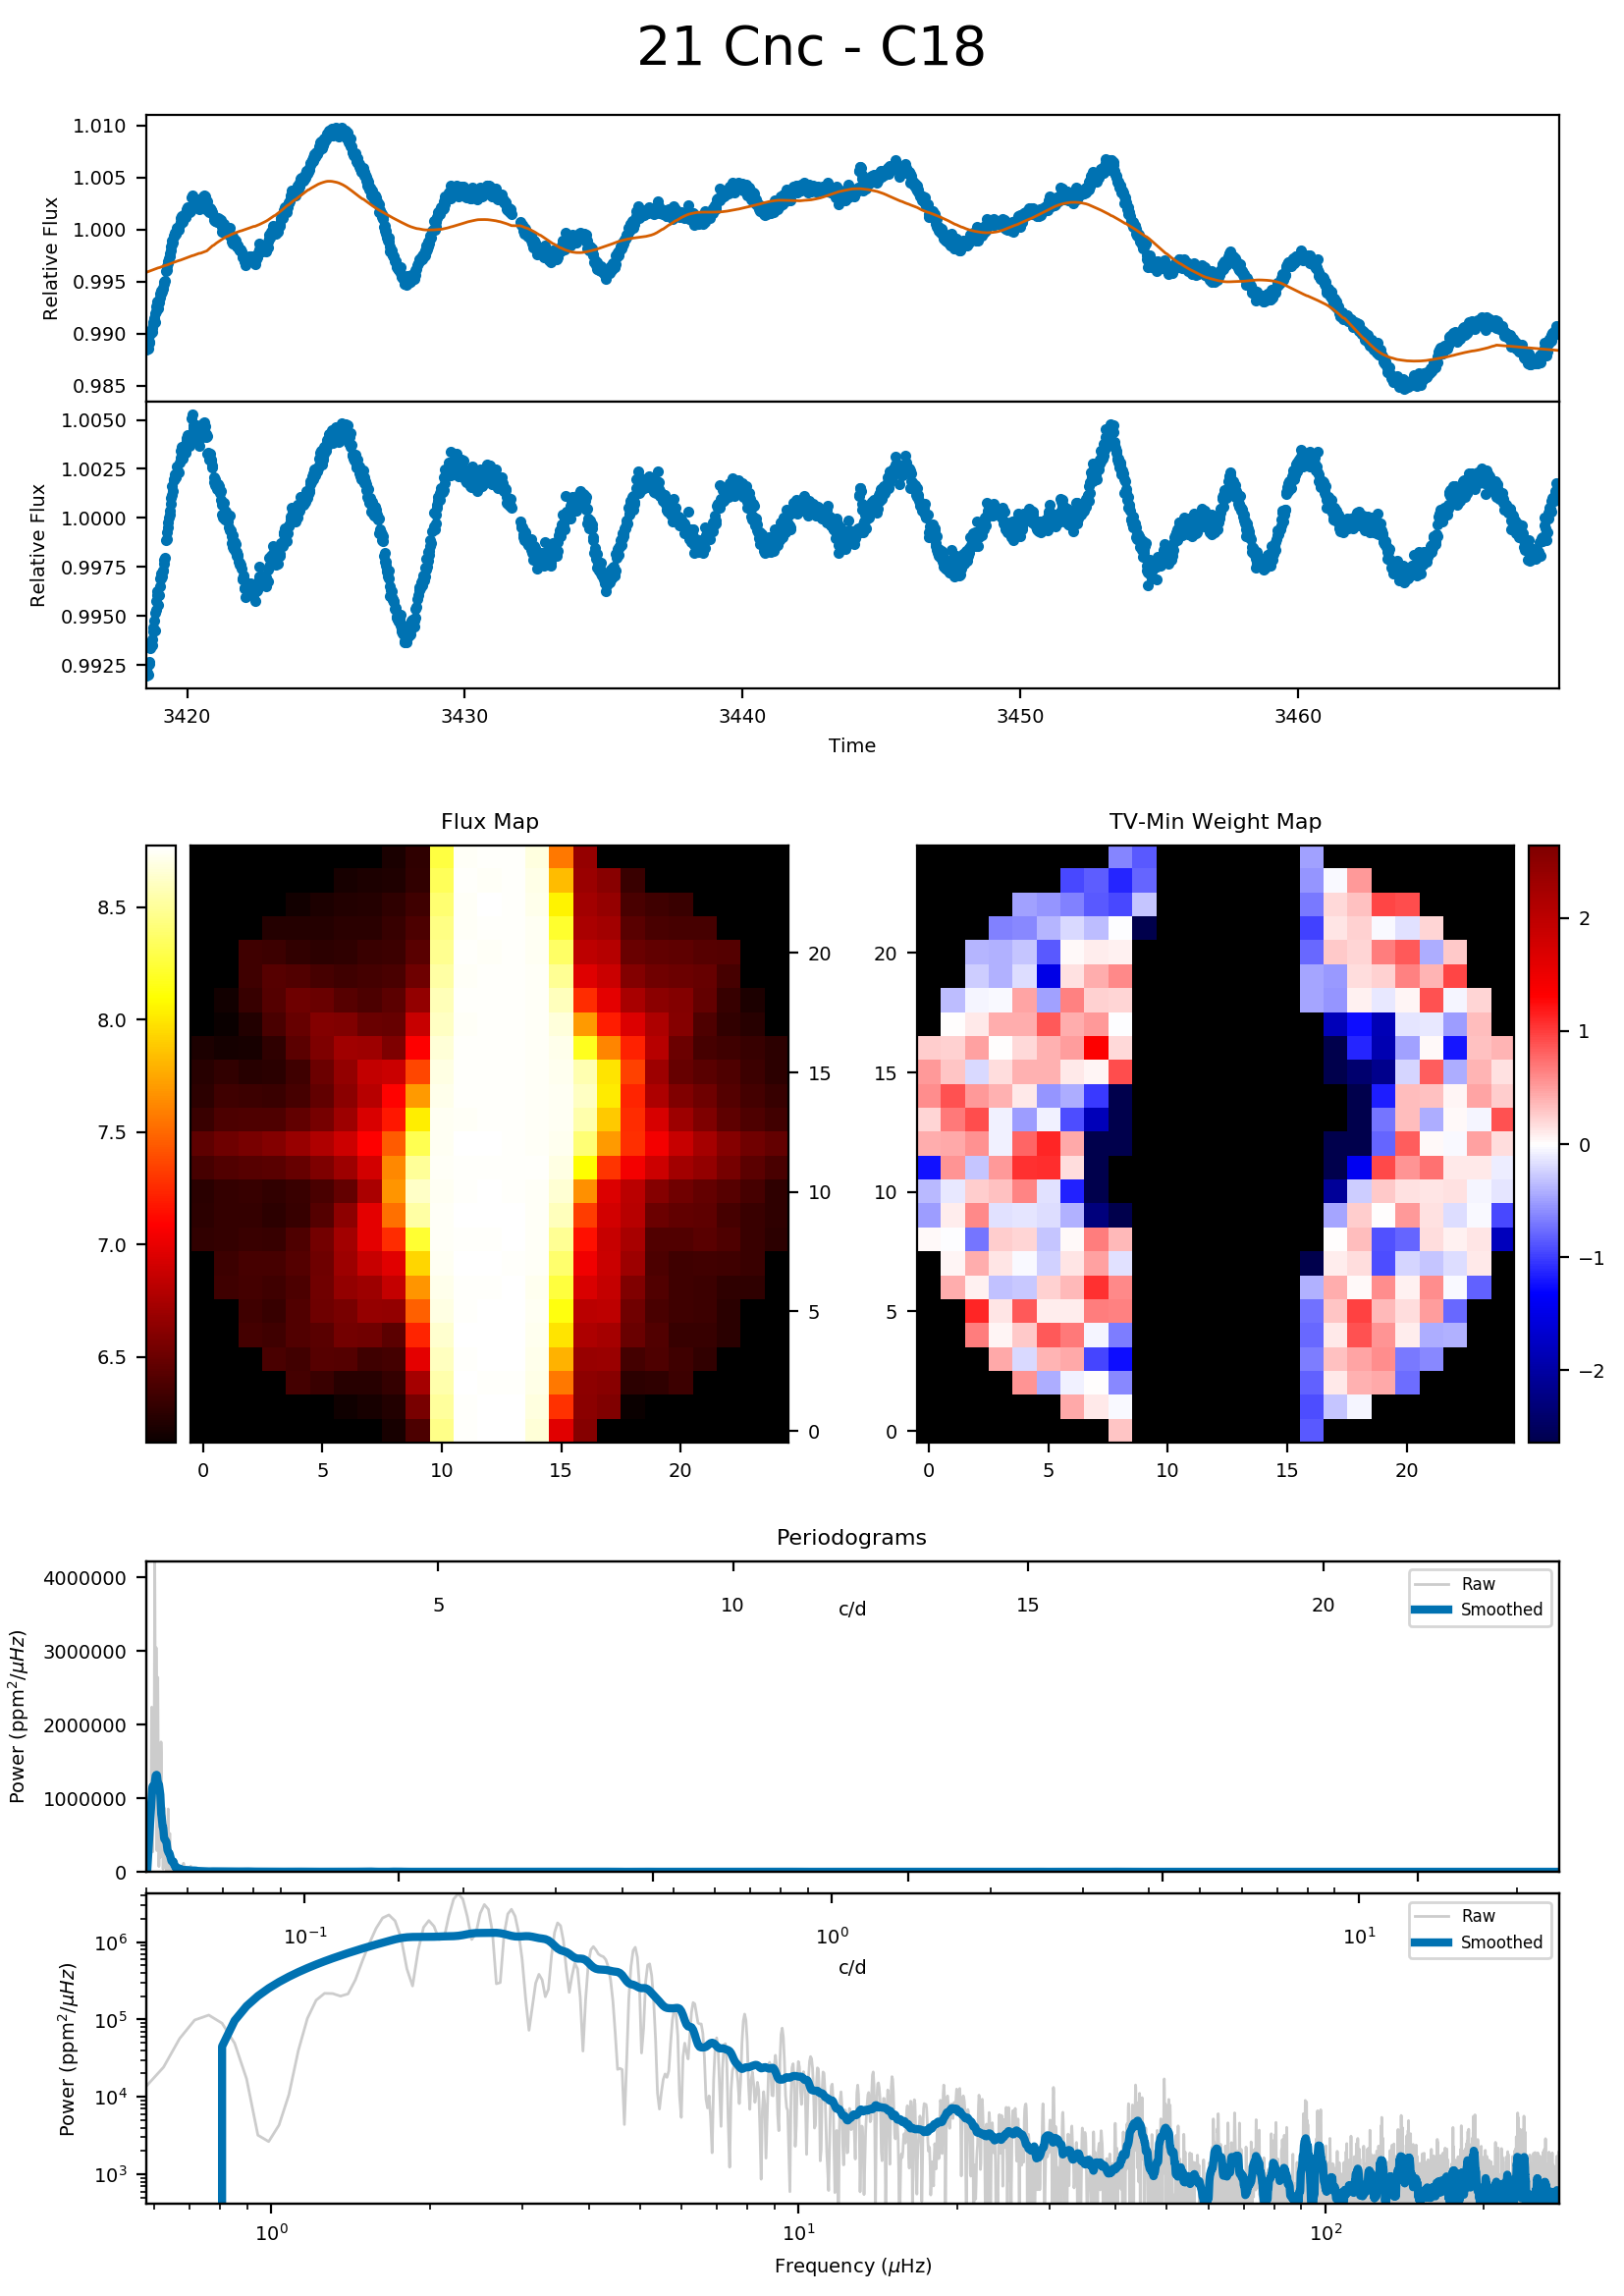 21 Cnc - C18
1.010
1.005
1.000
0.995
0.990
0.985
Relative Flux
1.0050
1.0025
1.0000
0.9975
0.9950
0.9925
Relative Flux
3420 3430 3440 3450 3460
Time
Flux Map
8.5
8.0
7.5
7.0
6.5
20
15
10
5
0
0 5 10 15 20
TV-Min Weight Map
20
15
10
5
0
0 5 10 15 20
2
1
0
−1
−2
Periodograms
4000000
3000000
2000000
1000000
0
Power (ppm²/μHz)
5 10 15 20
c/d
Raw
Smoothed
10⁶
10⁵
10⁴
10³
Power (ppm²/μHz)
10⁻¹ 10⁰ 10¹
c/d
Raw
Smoothed
10⁰ 10¹ 10²
Frequency (μHz)